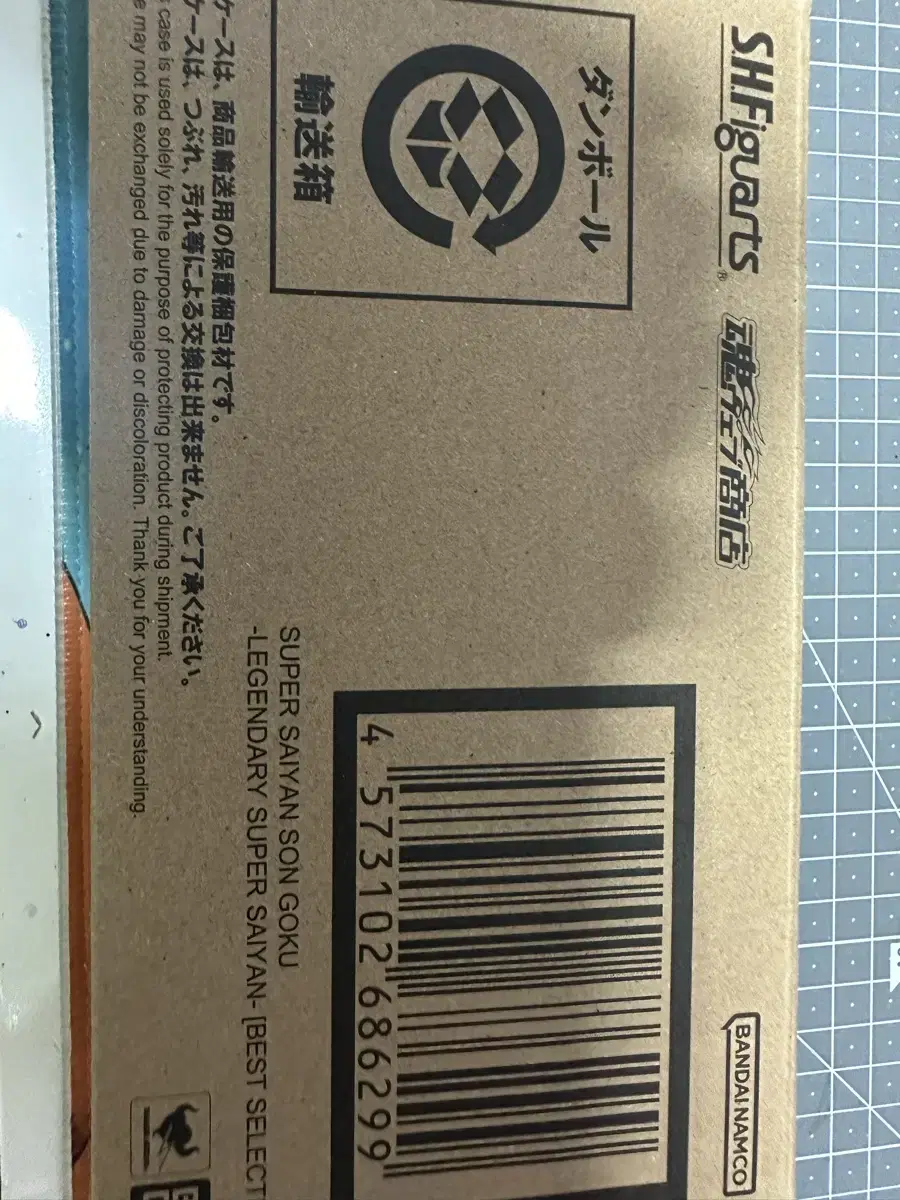 S.H.Figuarts®
魂ウェブ商店
BANDAI NAMCO
ダンボール
輸送箱
4 573102 686299
SUPER SAIYAN SON GOKU
-LEGENDARY SUPER SAIYAN- [BEST SELECT
ケースは、商品輸送用の保護梱包材です。
ケースは、つぶれ、汚れ等による交換は出来ません。ご了承ください。
case is used solely for the purpose of protecting product during shipment.
may not be exchanged due to damage or discoloration. Thank you for your understanding.